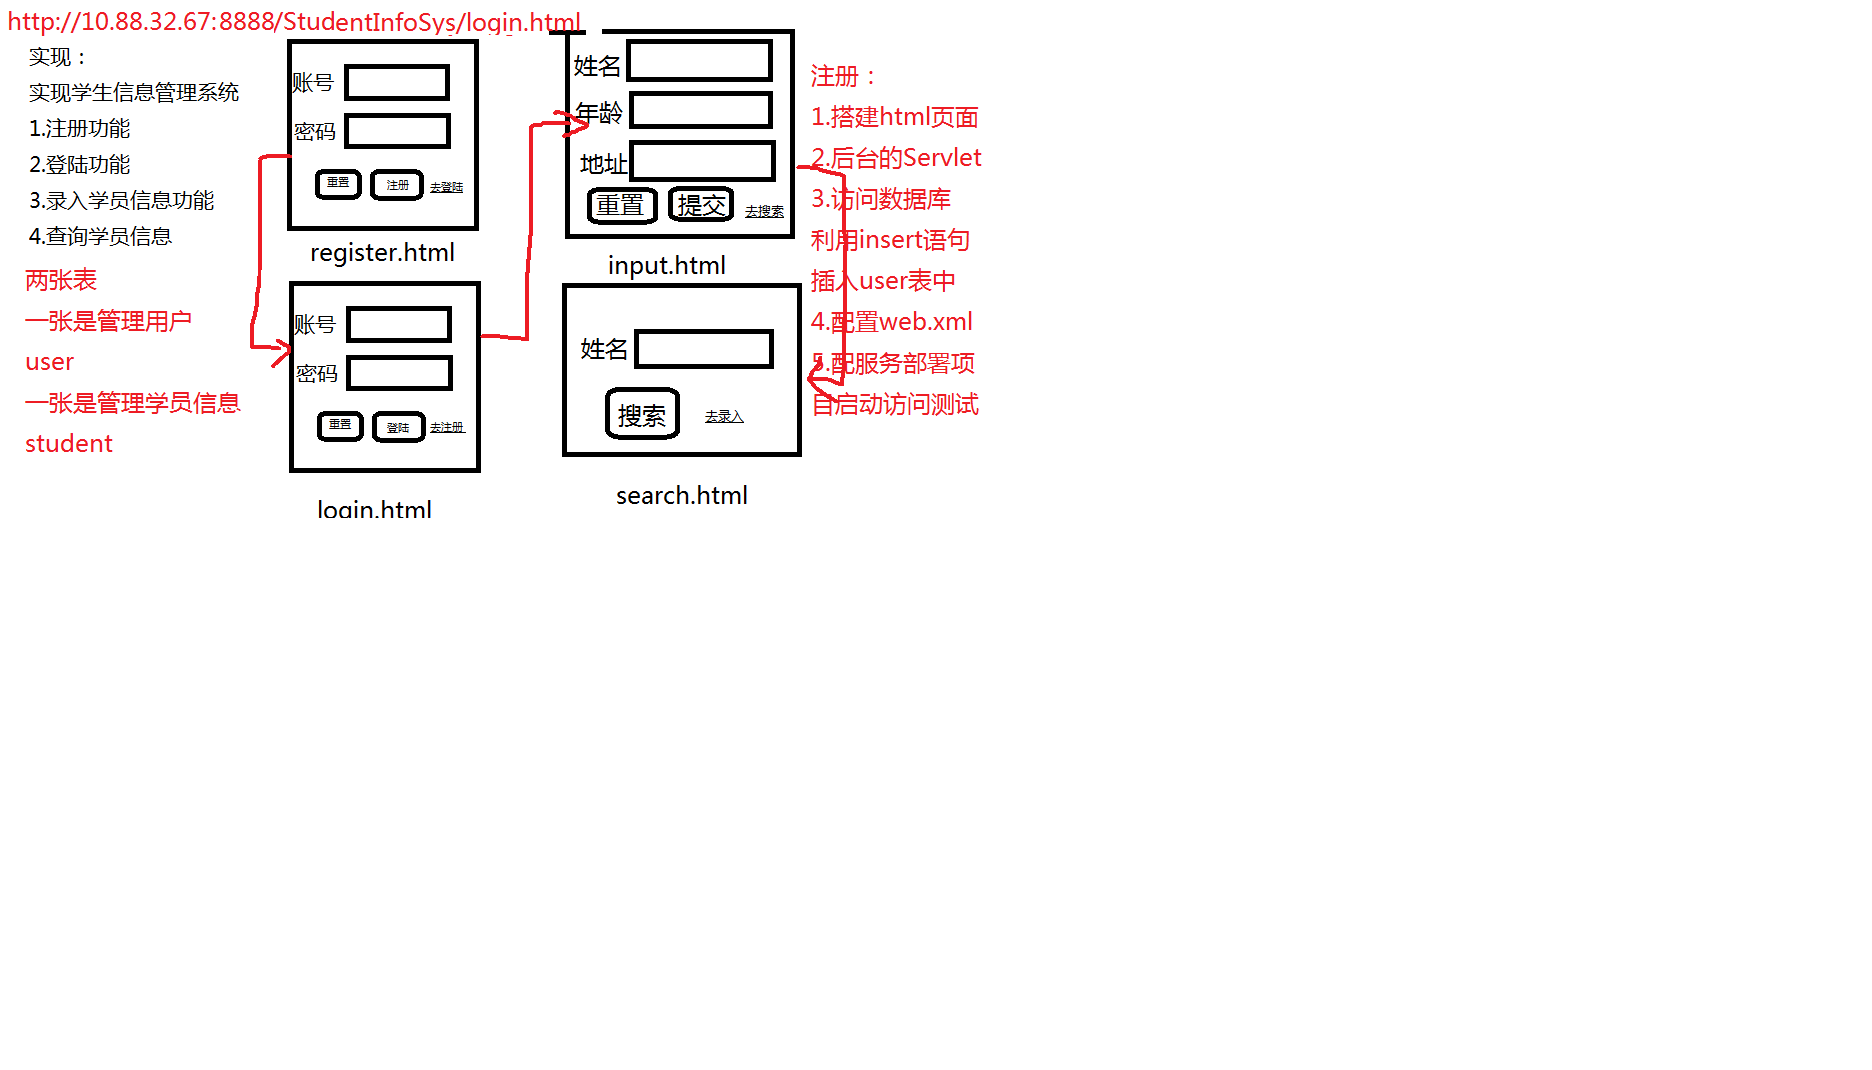 http://10.88.32.67:8888/StudentInfoSys/login.html
实现：
实现学生信息管理系统
1.注册功能
2.登陆功能
3.录入学员信息功能
4.查询学员信息
两张表
一张是管理用户
user
一张是管理学员信息
student
账号
密码
重置 注册 去登陆
register.html
账号
密码
重置 登陆 去注册
login.html
姓名
年龄
地址
重置 提交 去搜索
input.html
姓名
搜索 去录入
search.html
注册：
1.搭建html页面
2.后台的Servlet
3.访问数据库
利用insert语句
插入user表中
4.配置web.xml
5.配服务部署项
目启动访问测试